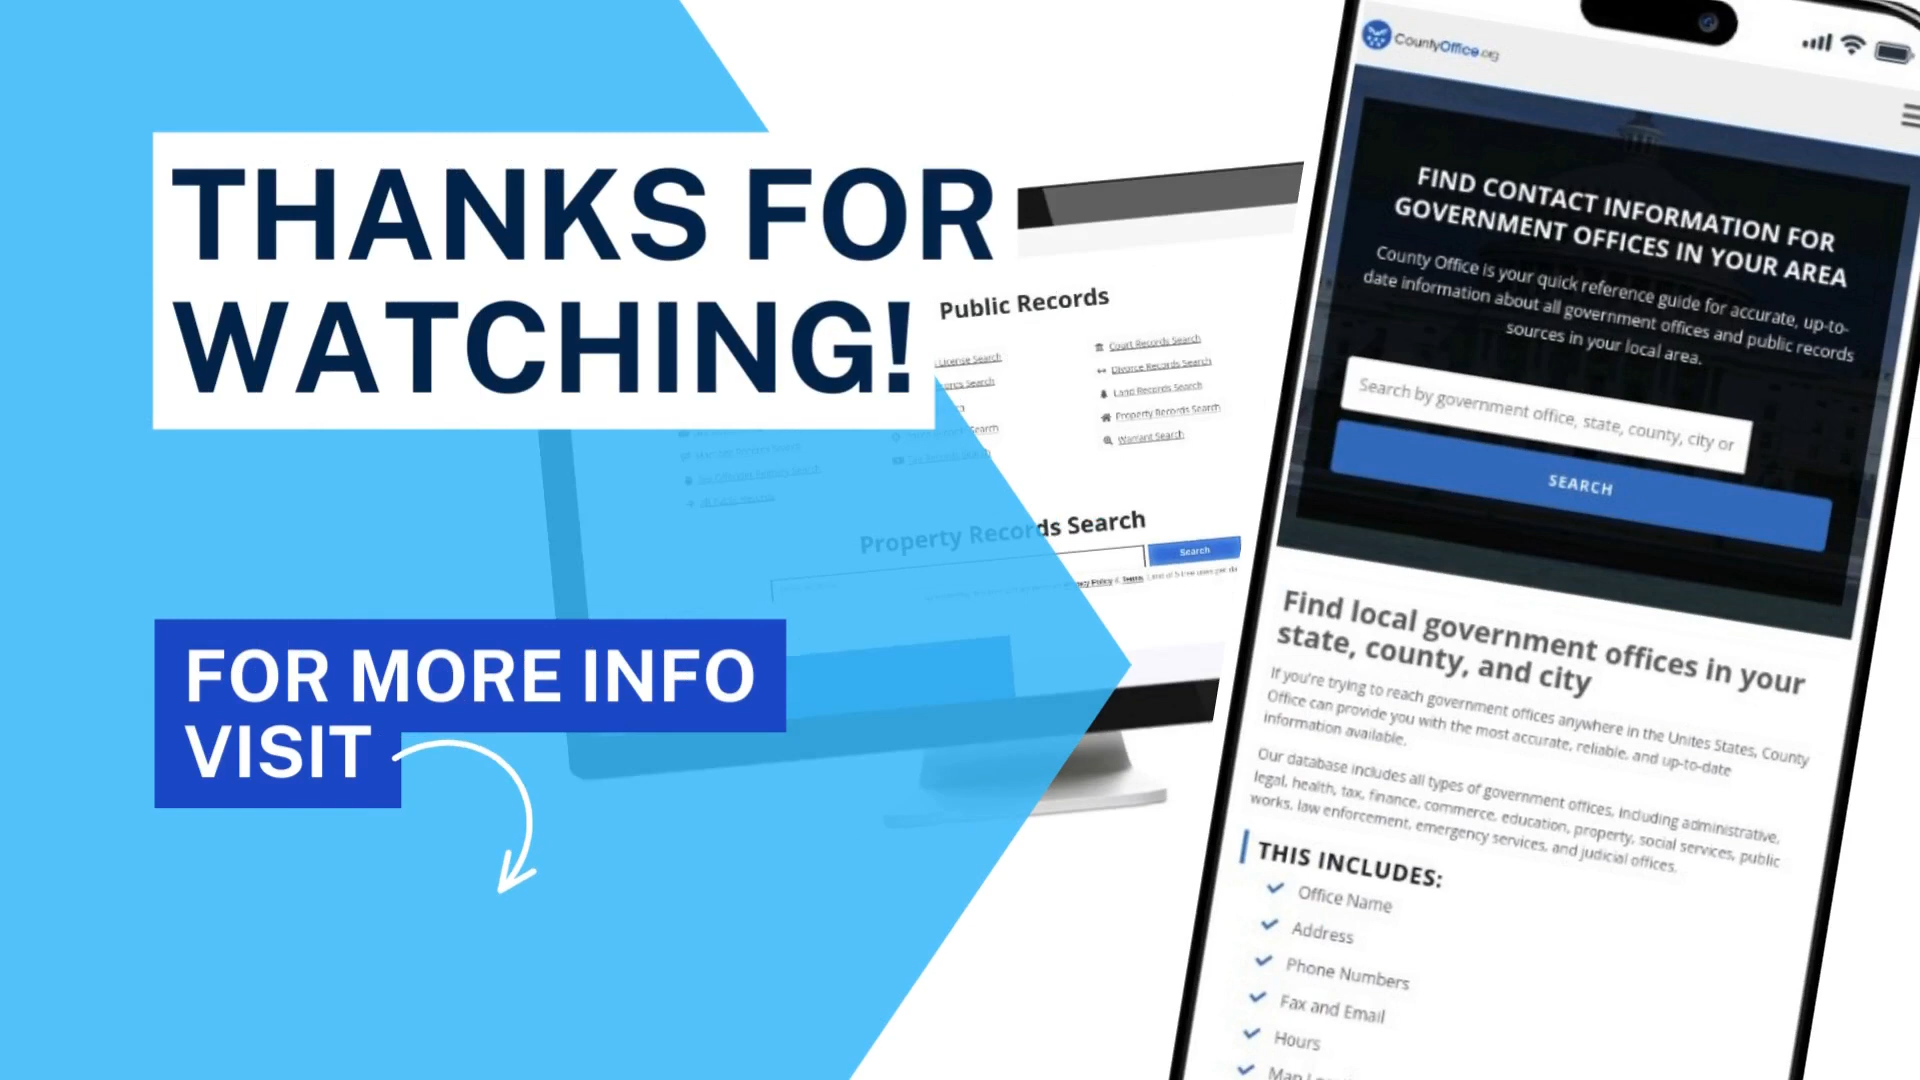 THANKS FOR
WATCHING!
FOR MORE INFO
VISIT
Public Records
License Search
Search
Search
Court Records Search
Divorce Records Search
Land Records Search
Property Records Search
Warrant Search
Property Records Search
Search
CountyOffice.org
FIND CONTACT INFORMATION FOR
GOVERNMENT OFFICES IN YOUR AREA
County Office is your quick reference guide for accurate, up-to-
date information about all government offices and public records
sources in your local area.
Search by government office, state, county, city or
SEARCH
Find local government offices in your
state, county, and city
If you're trying to reach government offices anywhere in the Unites States, County
Office can provide you with the most accurate, reliable, and up-to-date
information available.
Our database includes all types of government offices, including administrative,
legal, health, tax, finance, commerce, education, property, social services, public
works, law enforcement, emergency services, and judicial offices.
THIS INCLUDES:
Office Name
Address
Phone Numbers
Fax and Email
Hours
Map